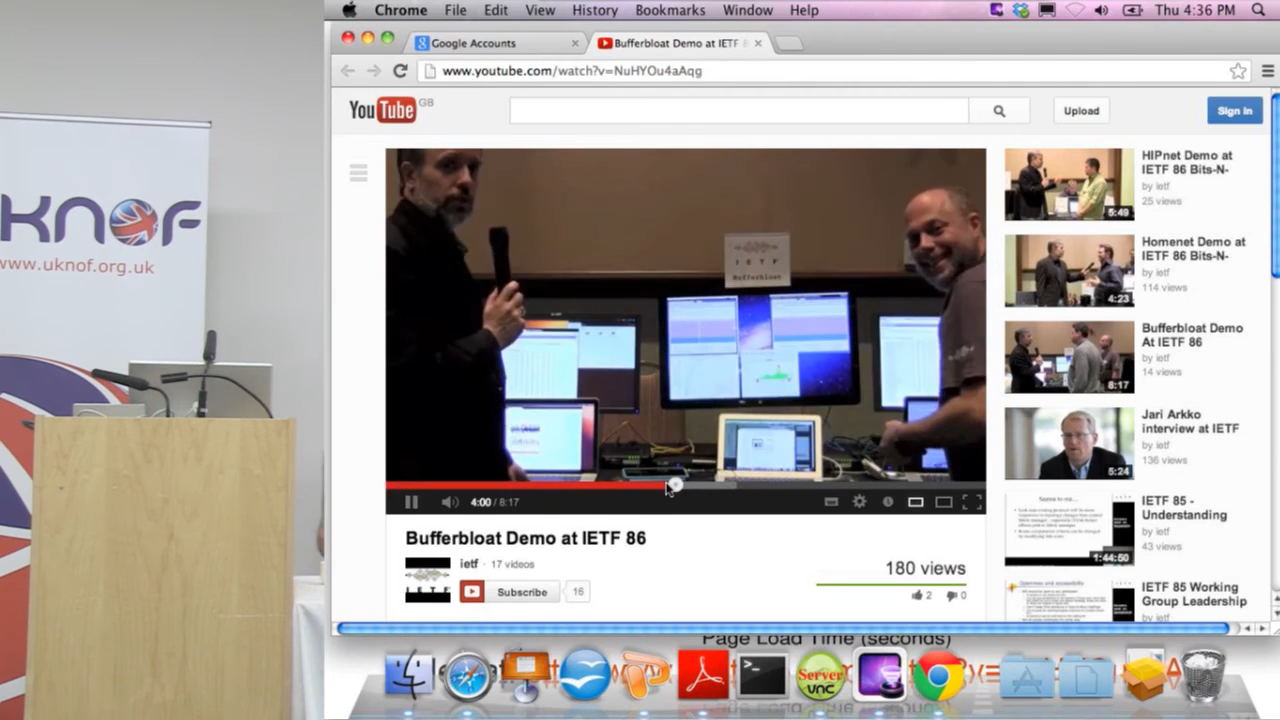 Chrome File Edit View History Bookmarks Window Help Thu 4:36 PM
Google Accounts
Bufferbloat Demo at IETF
www.youtube.com/watch?v=NuHYOu4aAqg
YouTube GB
Upload
Sign in
KNOF
www.uknof.org.uk
IETF
Bufferbloat
4:00 / 8:17
Bufferbloat Demo at IETF 86
ietf · 17 videos
IETF
Subscribe 16
180 views
2 0
5:49
HIPnet Demo at
IETF 86 Bits-N-
by ietf
25 views
4:23
Homenet Demo at
IETF 86 Bits-N-
by ietf
114 views
8:17
Bufferbloat Demo
At IETF 86
by ietf
14 views
5:24
Jari Arkko
interview at IETF
by ietf
136 views
1:44:50
IETF 85 -
Understanding
by ietf
43 views
IETF 85 Working
Group Leadership
by ietf
Page Load Time (seconds)
Server
vnc